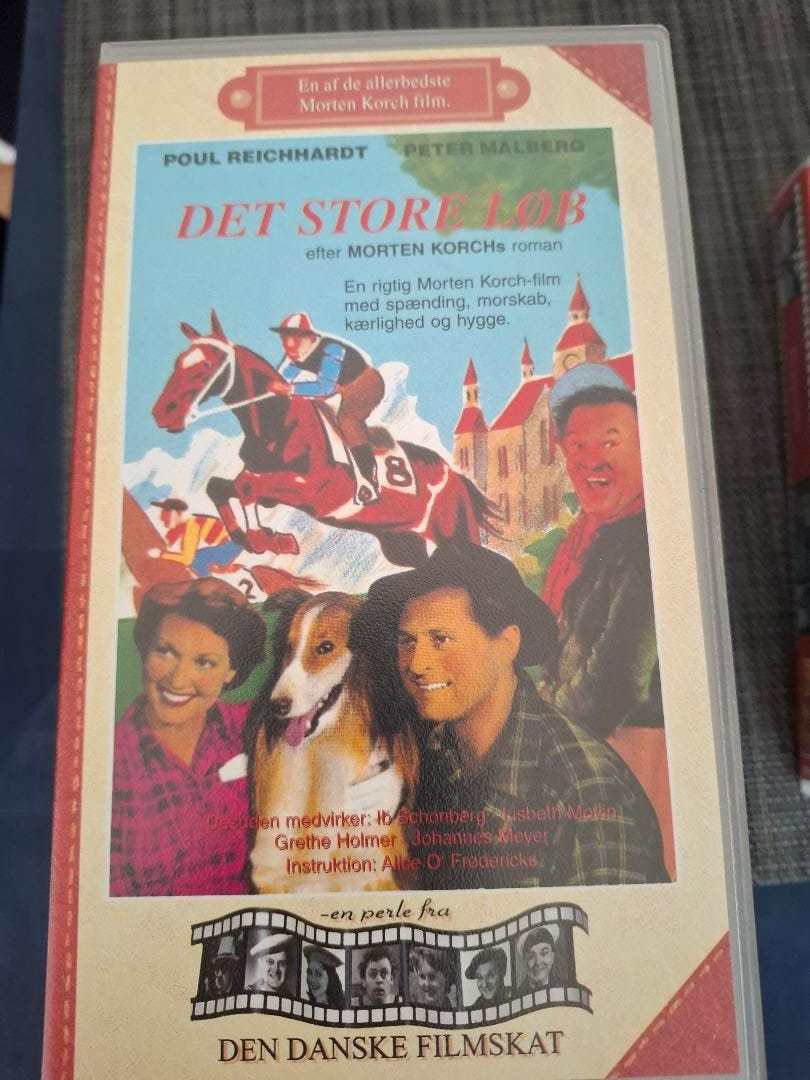 En af de allerbedste
Morten Korch film.
POUL REICHHARDT PETER MALBERG
DET STORE LØB
efter MORTEN KORCHs roman
En rigtig Morten Korch-film
med spænding, morskab,
kærlighed og hygge.
8
2
Desuden medvirker: Ib Schønberg Lisbeth Movin
Grethe Holmer Johannes Meyer
Instruktion: Alice O' Fredericks
-en perle fra
DEN DANSKE FILMSKAT